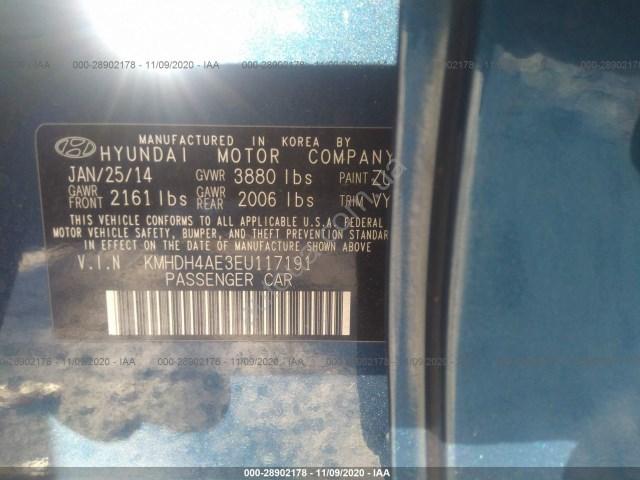 000-28902178 - 11/09/2020 - IAA
MANUFACTURED IN KOREA BY
HYUNDAI MOTOR COMPANY
JAN/25/14 GVWR 3880 lbs PAINT
GAWR FRONT 2161 lbs GAWR REAR 2006 lbs TRIM VY
THIS VEHICLE CONFORMS TO ALL APPLICABLE U.S.A. FEDERAL
MOTOR VEHICLE SAFETY, BUMPER, AND THEFT PREVENTION STANDAR
IN EFFECT ON THE DATE OF MANUFACTURE SHOWN ABOVE.
V.I.N KMHDH4AE3EU117191
PASSENGER CAR
000-28902178 - 11/09/2020 - IAA
000-28902178 - 11/09/2020 - IAA